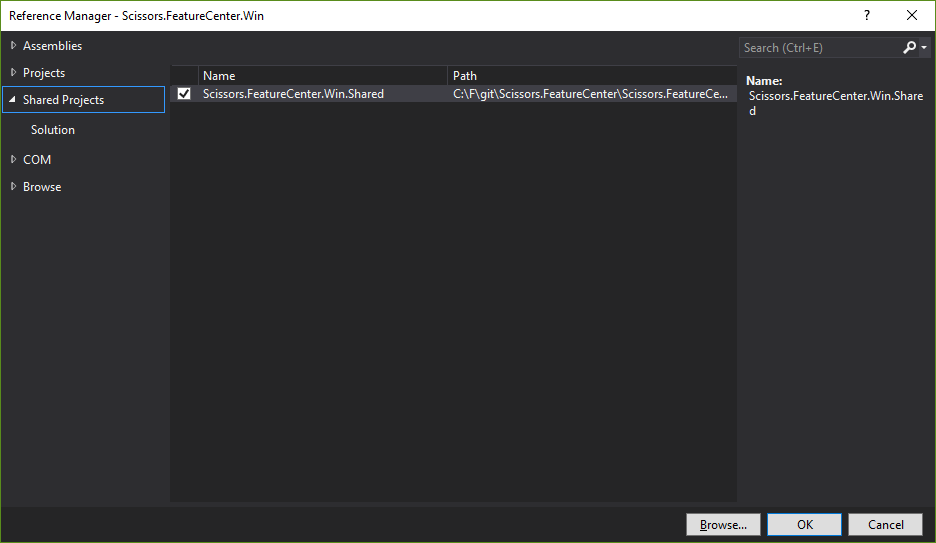 Reference Manager - Scissors.FeatureCenter.Win
?
Assemblies
Projects
Shared Projects
Solution
COM
Browse
Name Path
Scissors.FeatureCenter.Win.Shared C:\F\git\Scissors.FeatureCenter\Scissors.FeatureCe...
Search (Ctrl+E)
Name:
Scissors.FeatureCenter.Win.Share
d
Browse... OK Cancel